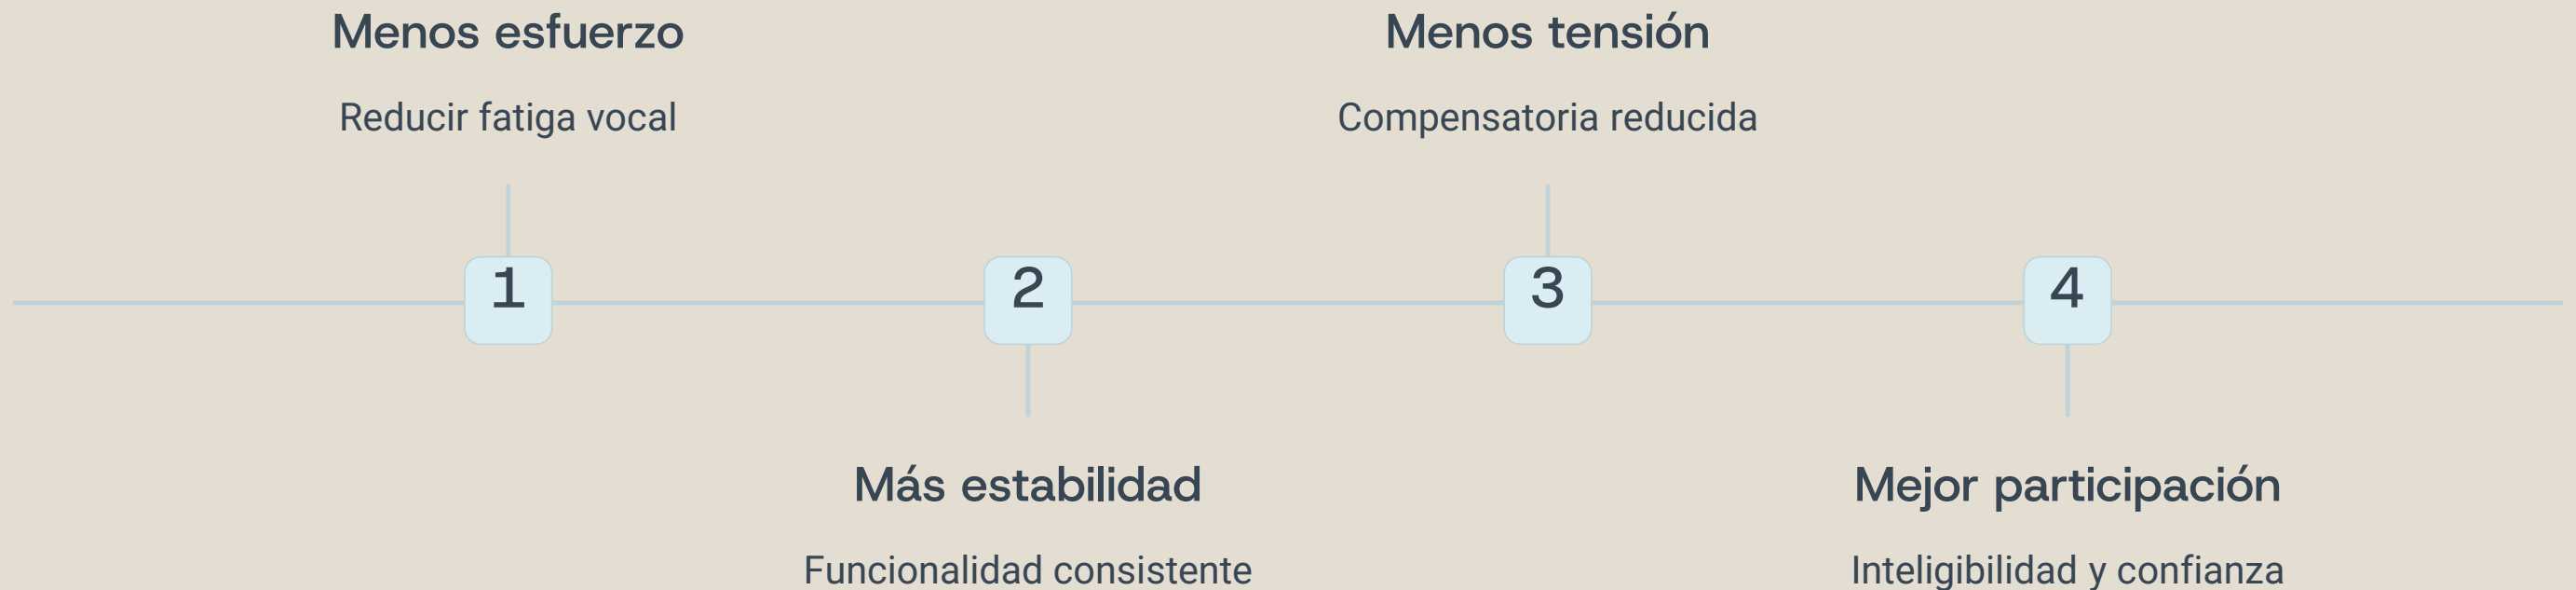 Menos esfuerzo
Reducir fatiga vocal
1
2
Más estabilidad
Funcionalidad consistente
Menos tensión
Compensatoria reducida
3
4
Mejor participación
Inteligibilidad y confianza